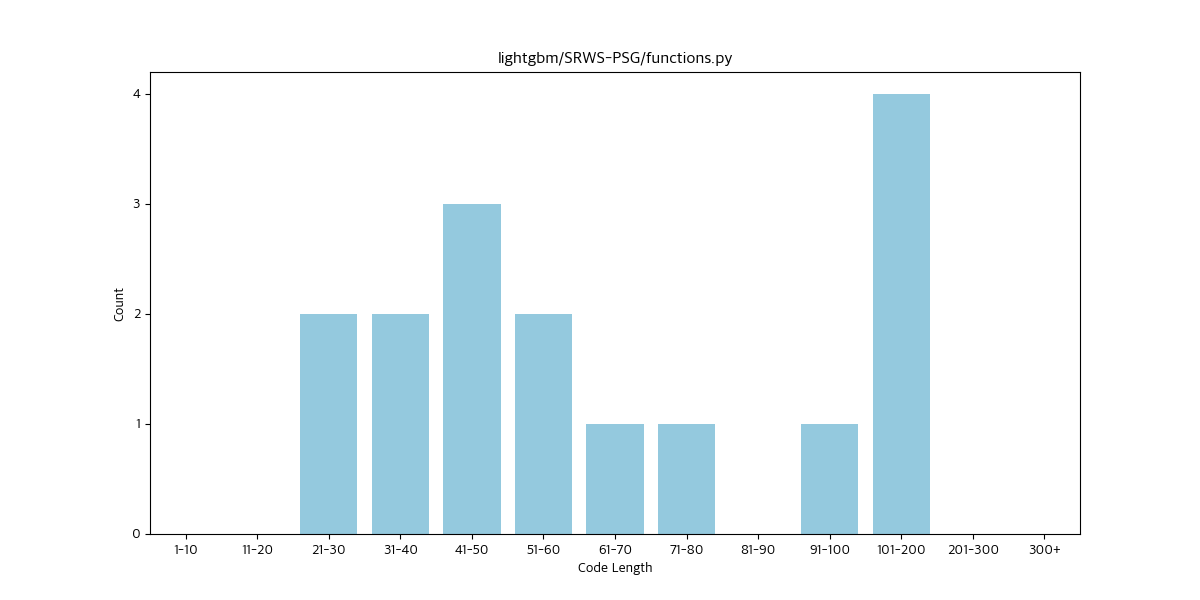 lightgbm/SRWS-PSG/functions.py
Count
4
3
2
1
0
1-10 11-20 21-30 31-40 41-50 51-60 61-70 71-80 81-90 91-100 101-200 201-300 300+
Code Length